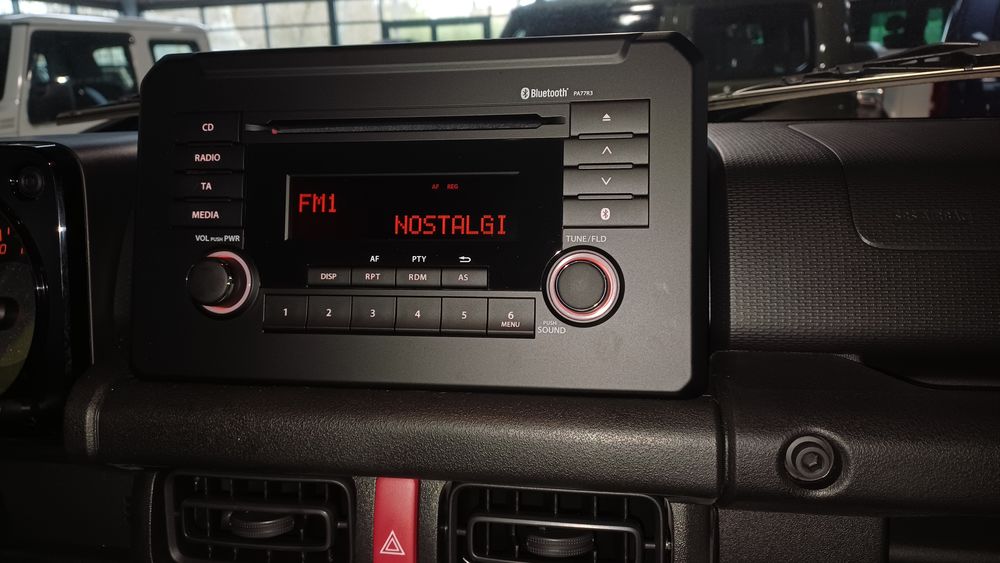 Bluetooth PA77R3
CD
RADIO
TA
MEDIA
AF REG
FM1
NOSTALGI
VOL PUSH PWR
TUNE/FLD
AF PTY
DISP RPT RDM AS
1 2 3 4 5 6
MENU
PUSH
SOUND